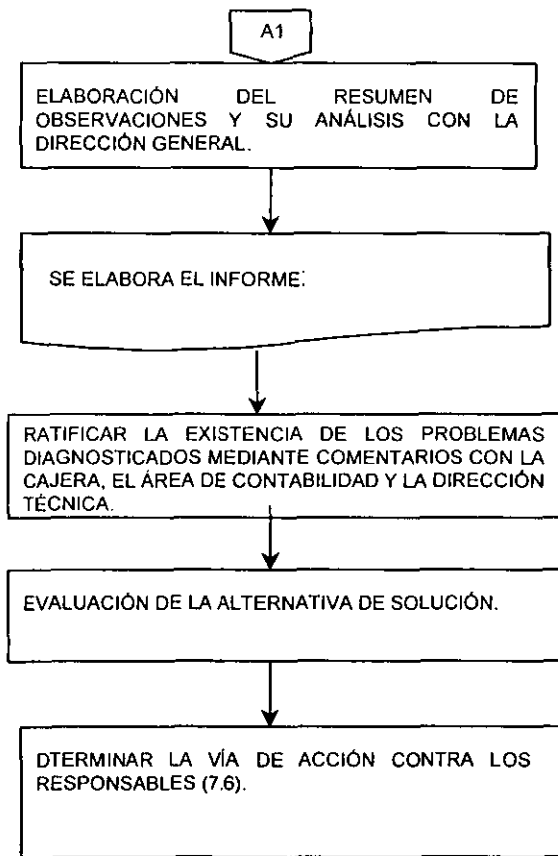 A1
ELABORACIÓN DEL RESUMEN DE
OBSERVACIONES Y SU ANÁLISIS CON LA
DIRECCIÓN GENERAL.
SE ELABORA EL INFORME:
RATIFICAR LA EXISTENCIA DE LOS PROBLEMAS
DIAGNOSTICADOS MEDIANTE COMENTARIOS CON LA
CAJERA, EL ÁREA DE CONTABILIDAD Y LA DIRECCIÓN
TÉCNICA.
EVALUACIÓN DE LA ALTERNATIVA DE SOLUCIÓN.
DTERMINAR LA VÍA DE ACCIÓN CONTRA LOS
RESPONSABLES (7.6).